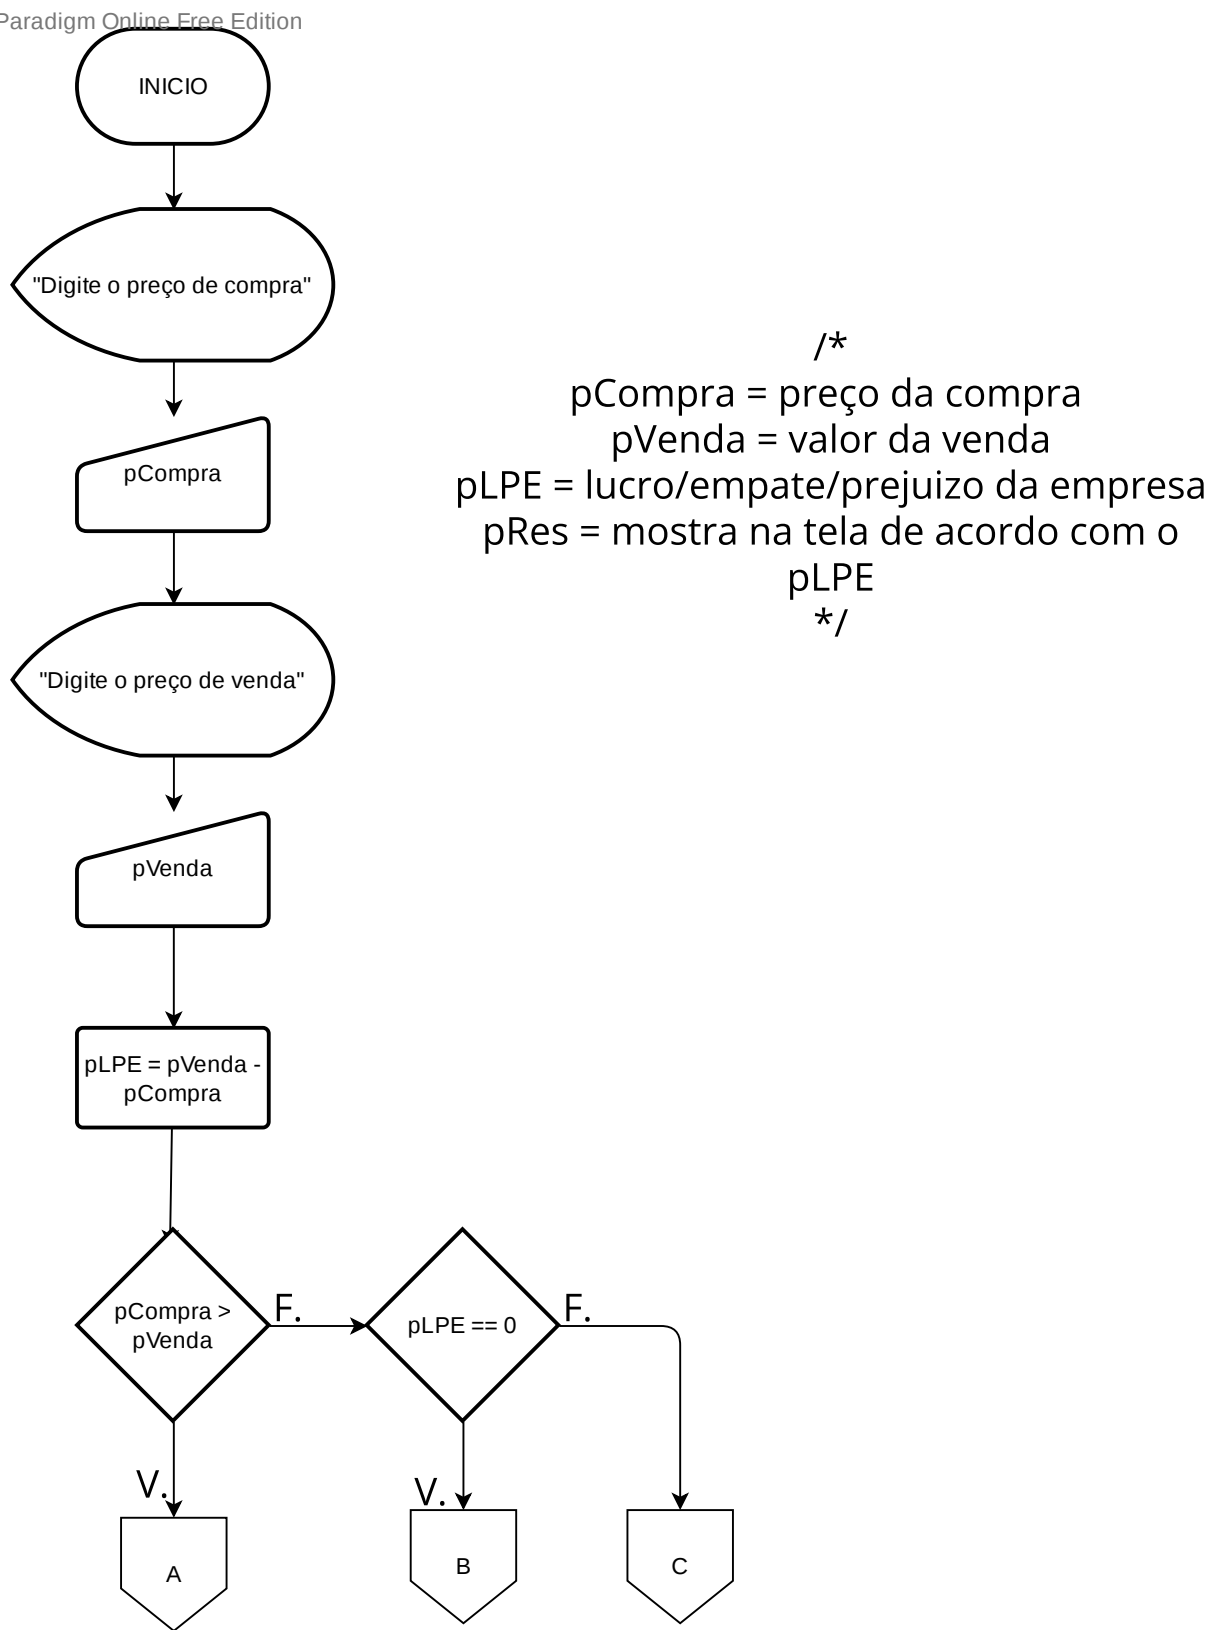 Paradigm Online Free Edition
INICIO
"Digite o preço de compra"
/*
pCompra = preço da compra
pVenda = valor da venda
pLPE = lucro/empate/prejuizo da empresa
pRes = mostra na tela de acordo com o
pLPE
*/
pCompra
"Digite o preço de venda"
pVenda
pLPE = pVenda -
pCompra
pCompra >
pVenda
F.
pLPE == 0
F.
V.
V.
A
B
C